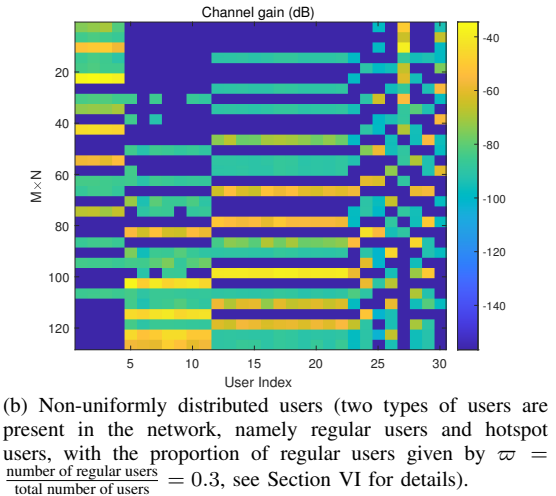 Channel gain (dB)
20
40
60
80
100
120
M×N
5
10
15
20
25
30
User Index
-40
-60
-80
-100
-120
-140
(b) Non-uniformly distributed users (two types of users are
present in the network, namely regular users and hotspot
users, with the proportion of regular users given by ϖ =
number of regular users
total number of users
= 0.3, see Section VI for details).